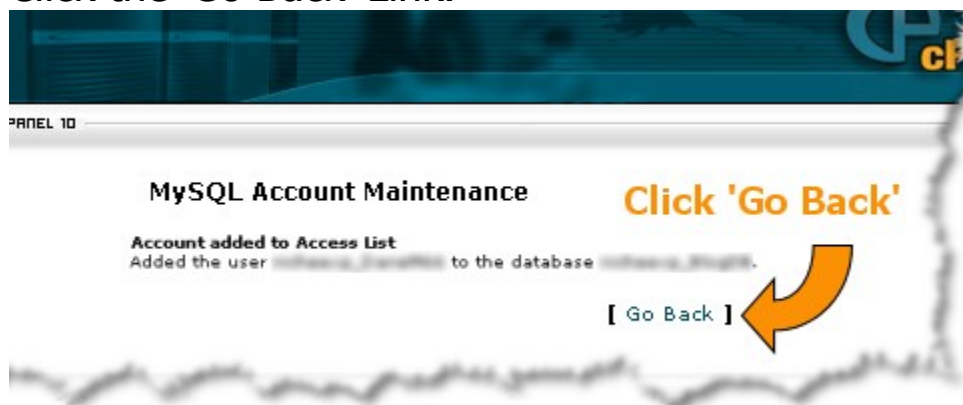 Click the 'Go Back' Link.
PANEL 10
MySQL Account Maintenance
Click 'Go Back'
Account added to Access List
Added the user to the database .
[ Go Back ]